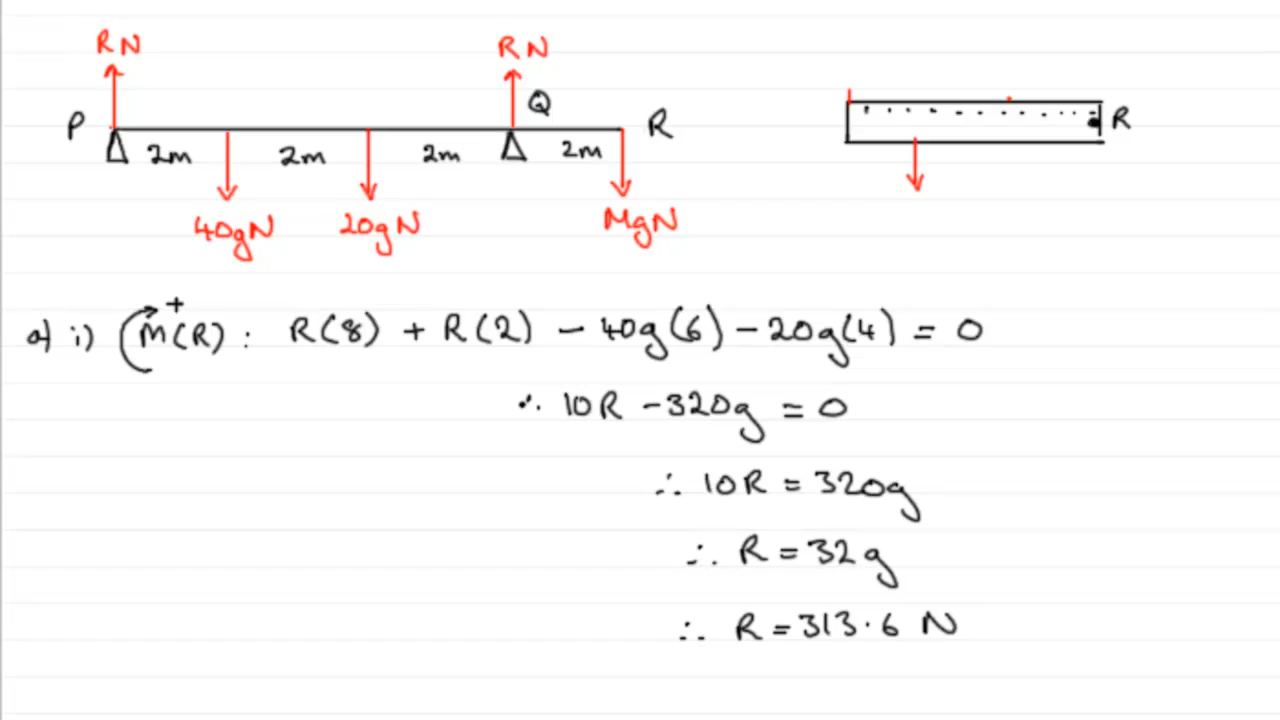 RN RN
P Q R R
2m 2m 2m 2m
40gN 20gN MgN
a) i) M(R): + R(8) + R(2) - 40g(6) - 20g(4) = 0
∴ 10R - 320g = 0
∴ 10R = 320g
∴ R = 32g
∴ R = 313.6 N